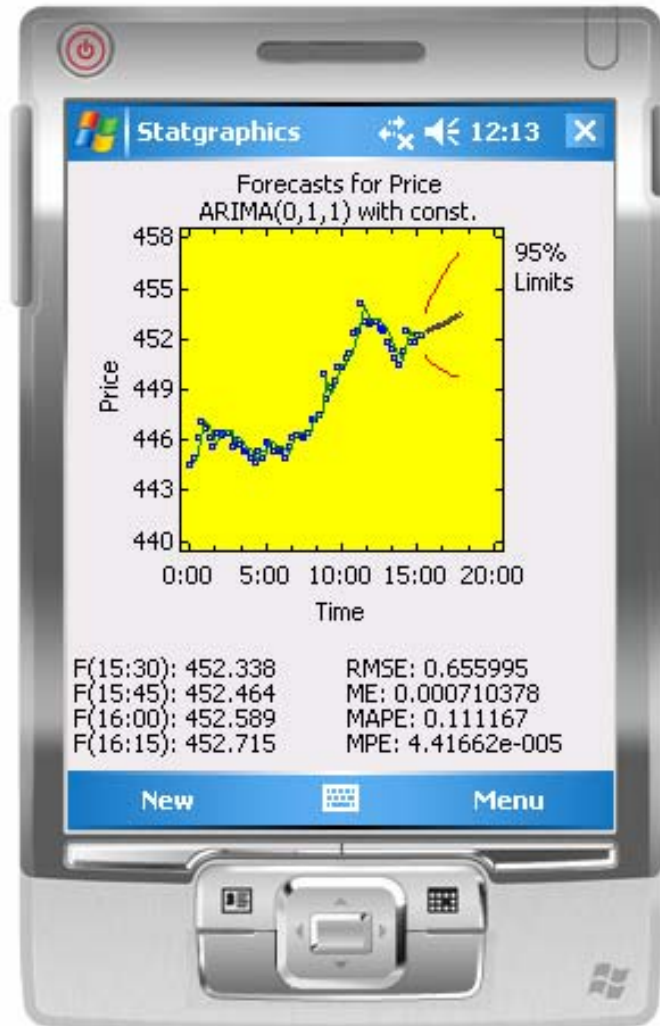 Statgraphics 12:13
Forecasts for Price
ARIMA(0,1,1) with const.
458
455
452
449
446
443
440
Price
95%
Limits
0:00 5:00 10:00 15:00 20:00
Time
F(15:30): 452.338 RMSE: 0.655995
F(15:45): 452.464 ME: 0.000710378
F(16:00): 452.589 MAPE: 0.111167
F(16:15): 452.715 MPE: 4.41662e-005
New Menu